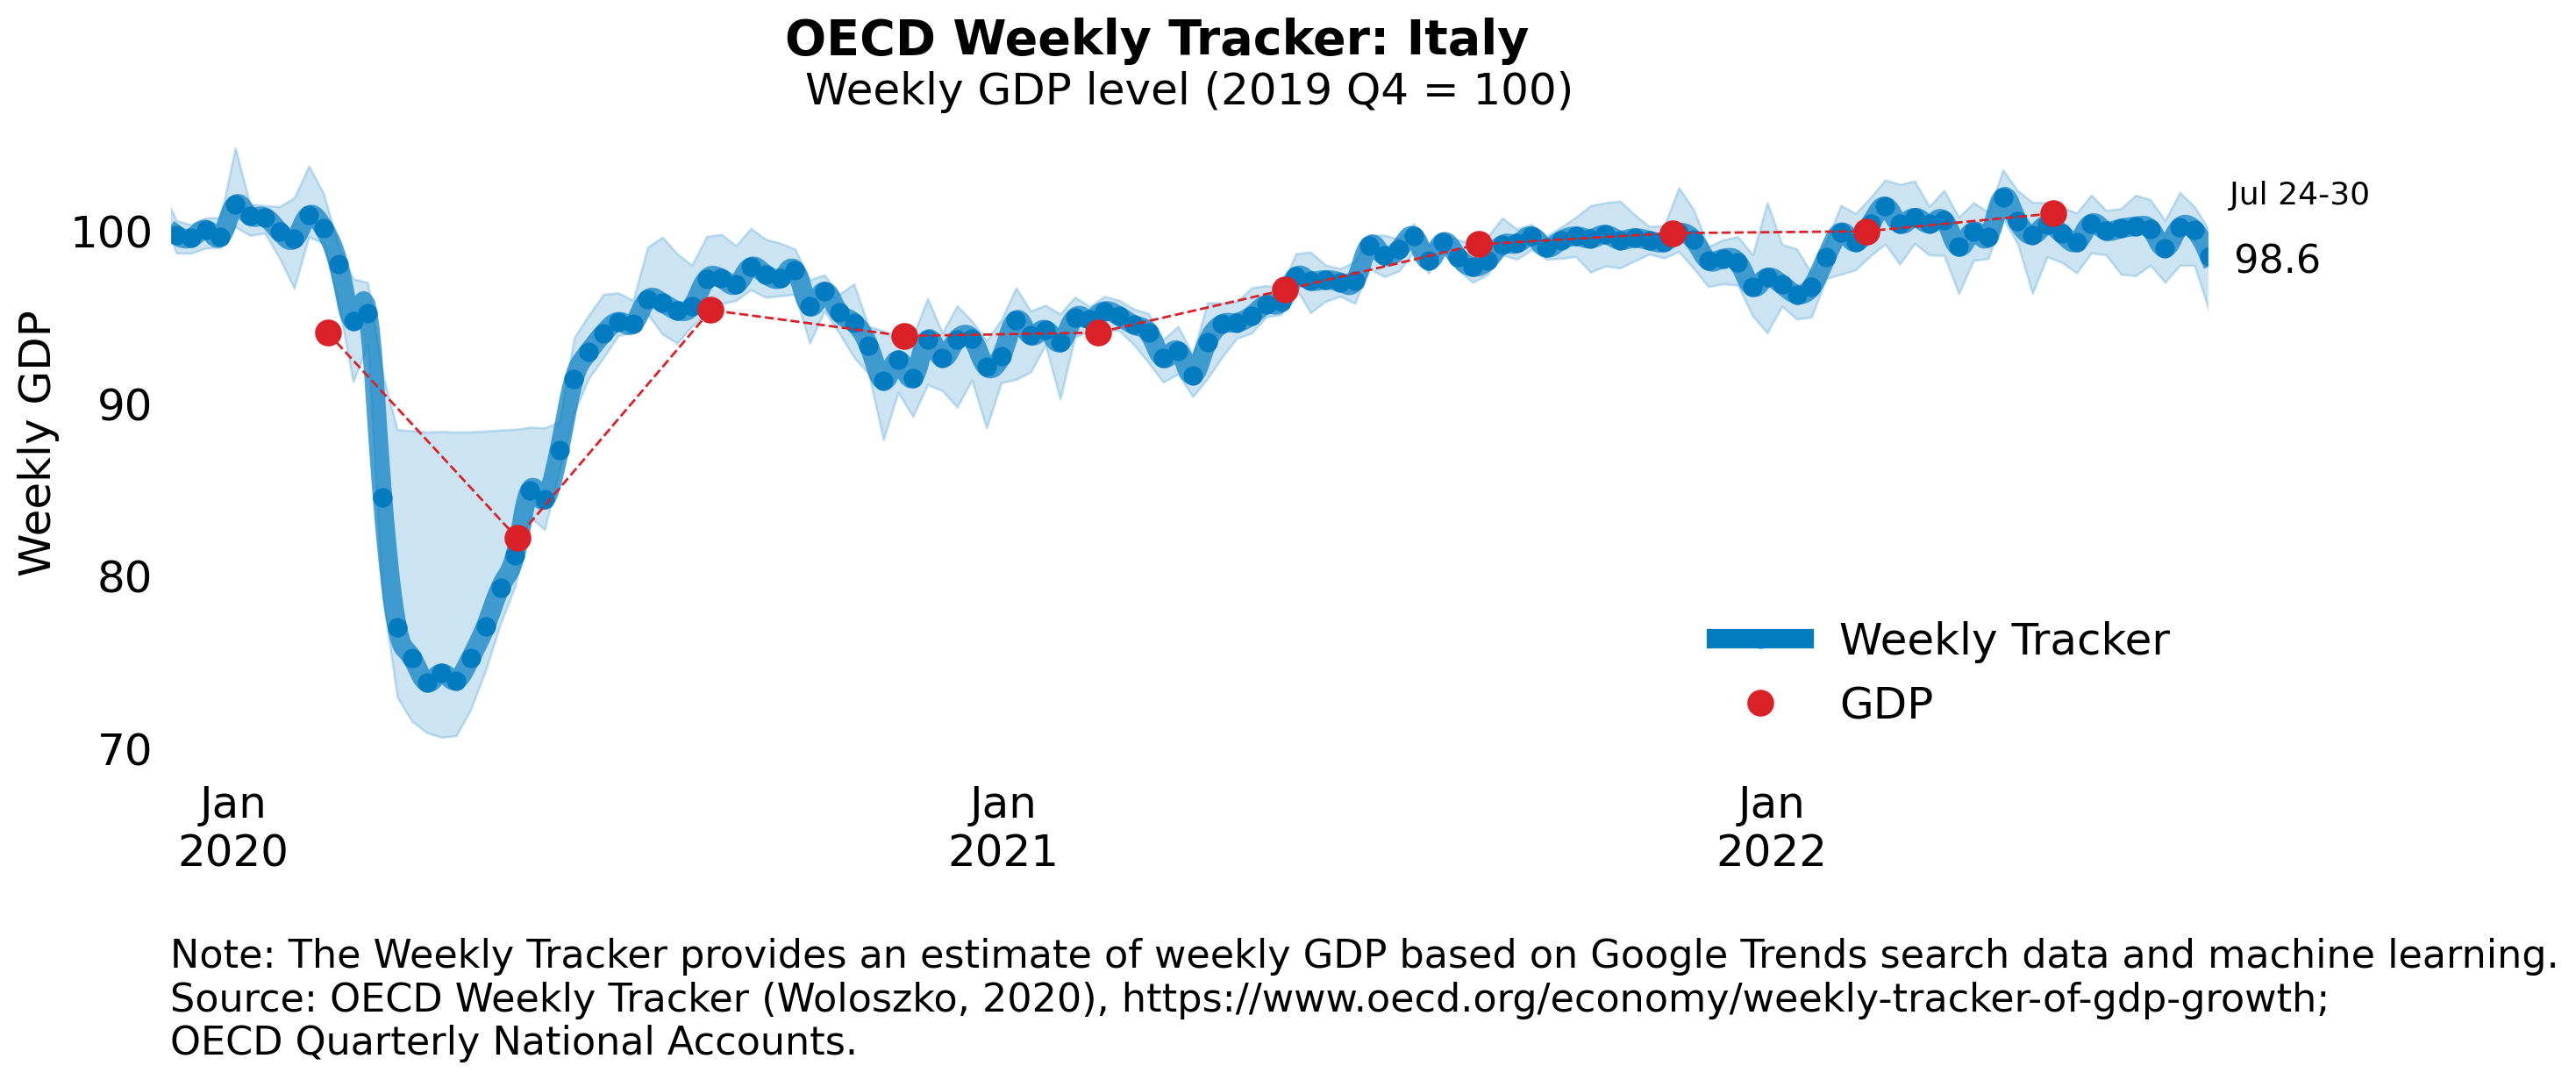 OECD Weekly Tracker: Italy
Weekly GDP level (2019 Q4 = 100)
Weekly GDP
100
90
80
70
Jul 24-30
98.6
Weekly Tracker
GDP
Jan
2020
Jan
2021
Jan
2022
Note: The Weekly Tracker provides an estimate of weekly GDP based on Google Trends search data and machine learning.
Source: OECD Weekly Tracker (Woloszko, 2020), https://www.oecd.org/economy/weekly-tracker-of-gdp-growth;
OECD Quarterly National Accounts.